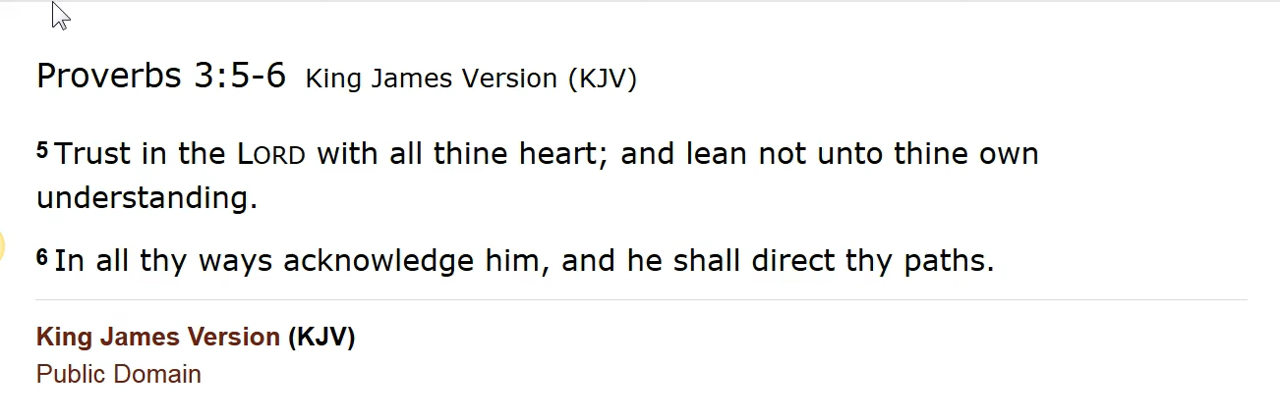 Proverbs 3:5-6 King James Version (KJV)
5 Trust in the LORD with all thine heart; and lean not unto thine own
understanding.
6 In all thy ways acknowledge him, and he shall direct thy paths.
King James Version (KJV)
Public Domain